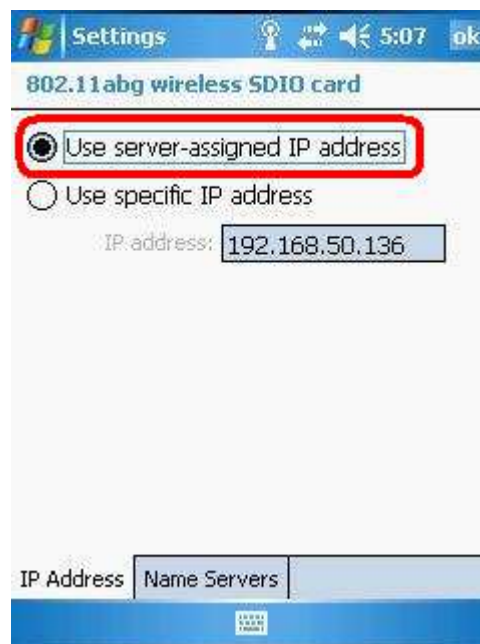 Settings 5:07 ok
802.11abg wireless SDIO card
Use server-assigned IP address
Use specific IP address
IP address: 192.168.50.136
IP Address Name Servers